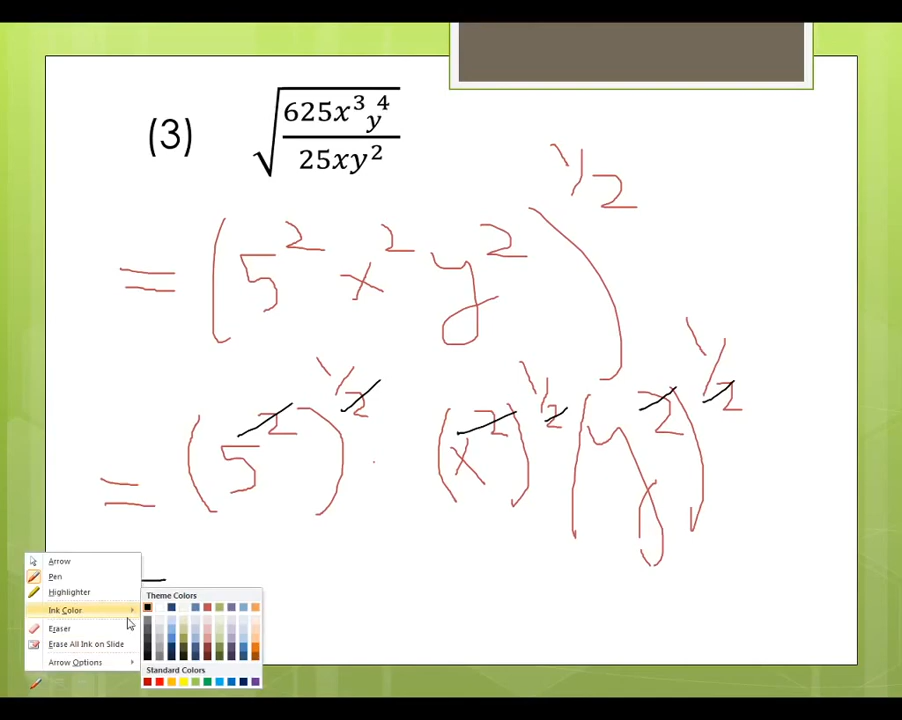 (3) √(625x³y⁴ / 25xy²)
= (5² x² y²)^1/2
= (5²)^1/2 (x²)^1/2 (y²)^1/2
Arrow
Pen
Highlighter
Ink Color
Eraser
Erase All Ink on Slide
Arrow Options
Theme Colors
Standard Colors